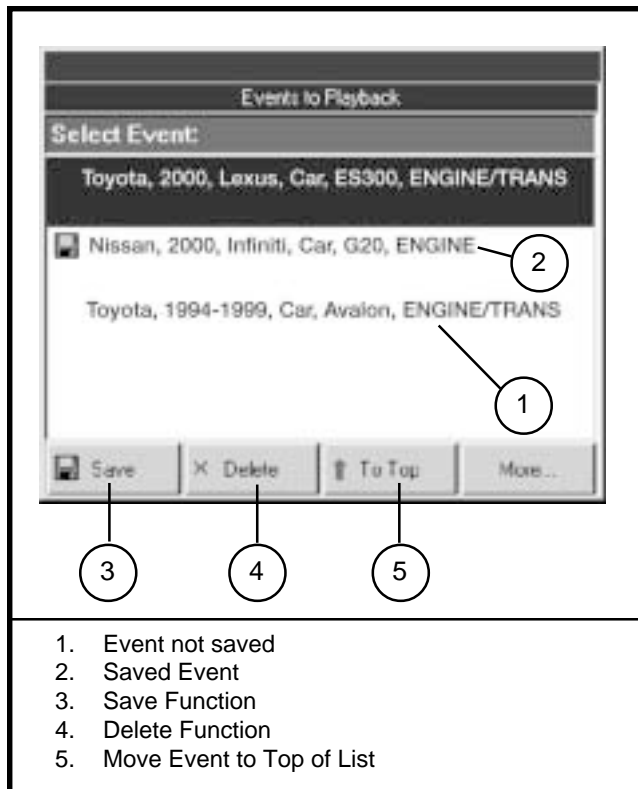 Events to Playback
Select Event:
Toyota, 2000, Lexus, Car, ES300, ENGINE/TRANS
Nissan, 2000, Infiniti, Car, G20, ENGINE
2
Toyota, 1994-1999, Car, Avalon, ENGINE/TRANS
1
Save
× Delete
To Top
More...
3
4
5
1. Event not saved
2. Saved Event
3. Save Function
4. Delete Function
5. Move Event to Top of List